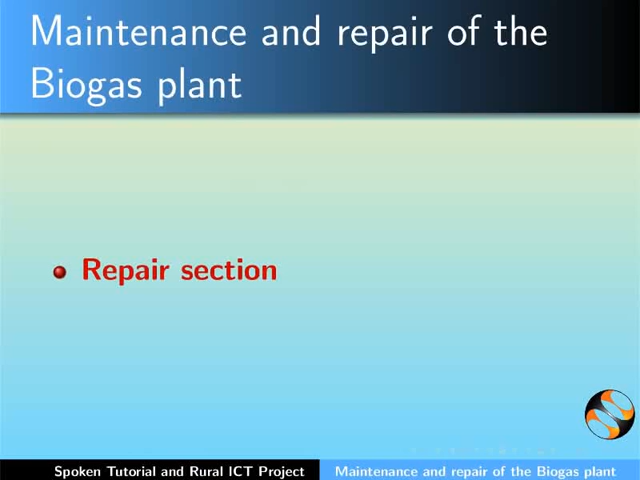 Maintenance and repair of the
Biogas plant
Repair section
Spoken Tutorial and Rural ICT Project
Maintenance and repair of the Biogas plant